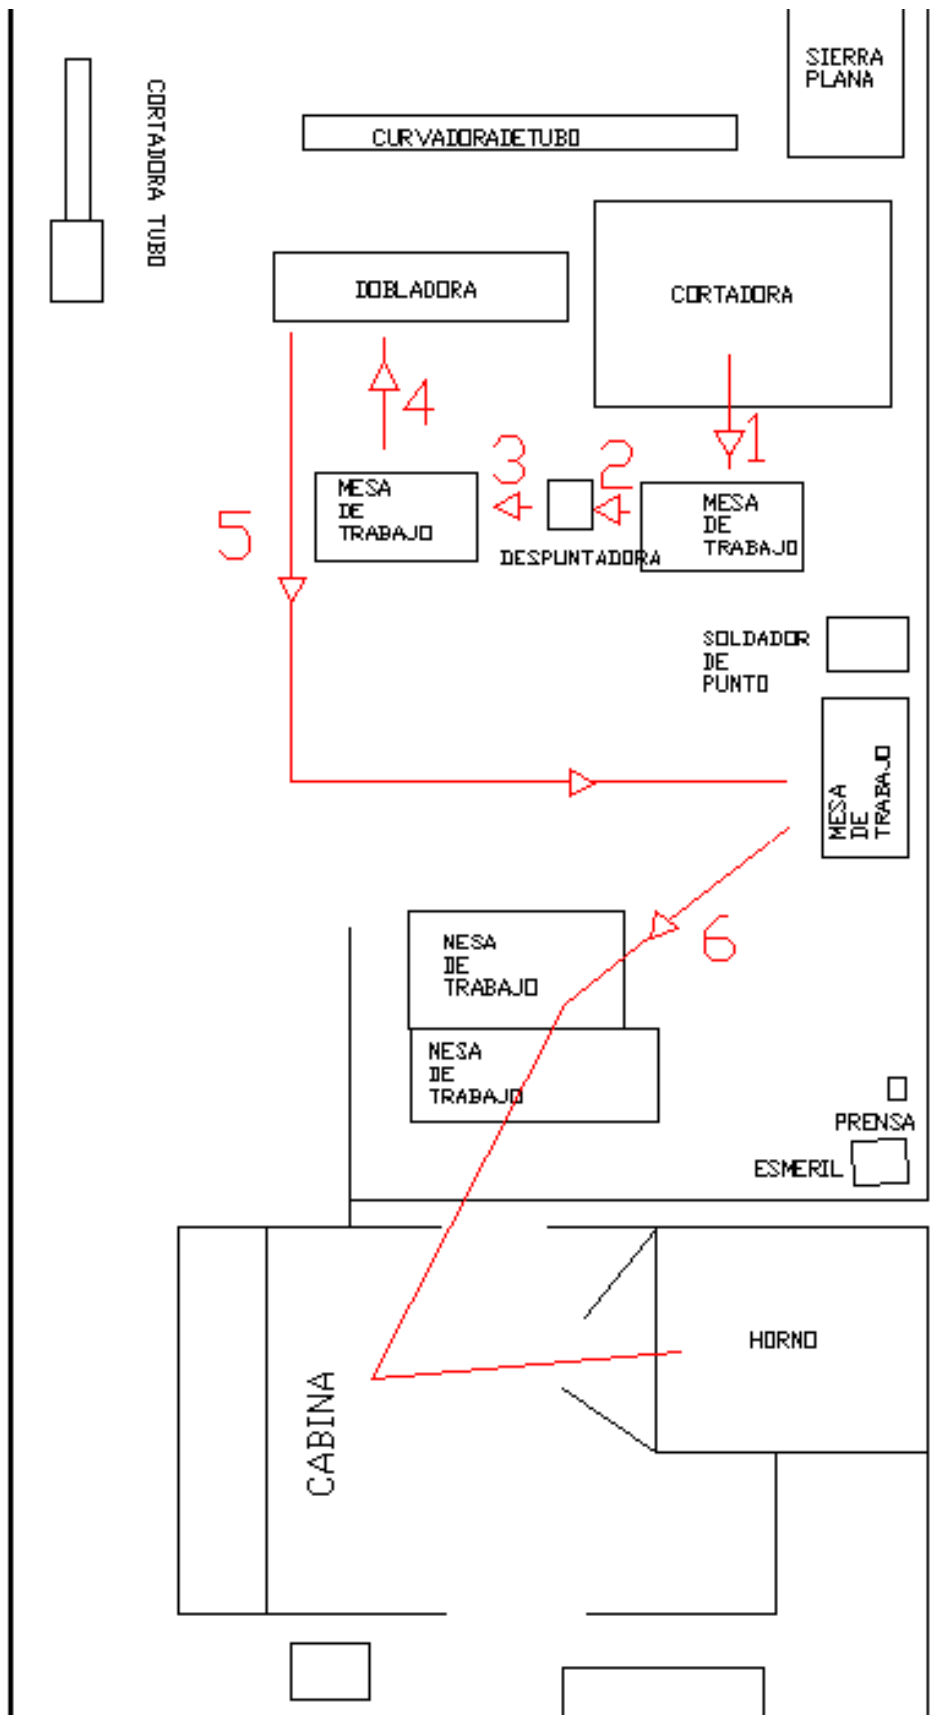 SIERRA
PLANA
CORTADORA TUBO
CURVADORADETUBO
DOBLADORA
CORTADORA
4
1
3
2
MESA
DE
TRABAJO
MESA
DE
TRABAJO
5
DESPUNTADORA
SOLDADOR
DE
PUNTO
MESA
DE
TRABAJO
6
NESA
DE
TRABAJO
NESA
DE
TRABAJO
PRENSA
ESMERIL
HORNO
CABINA